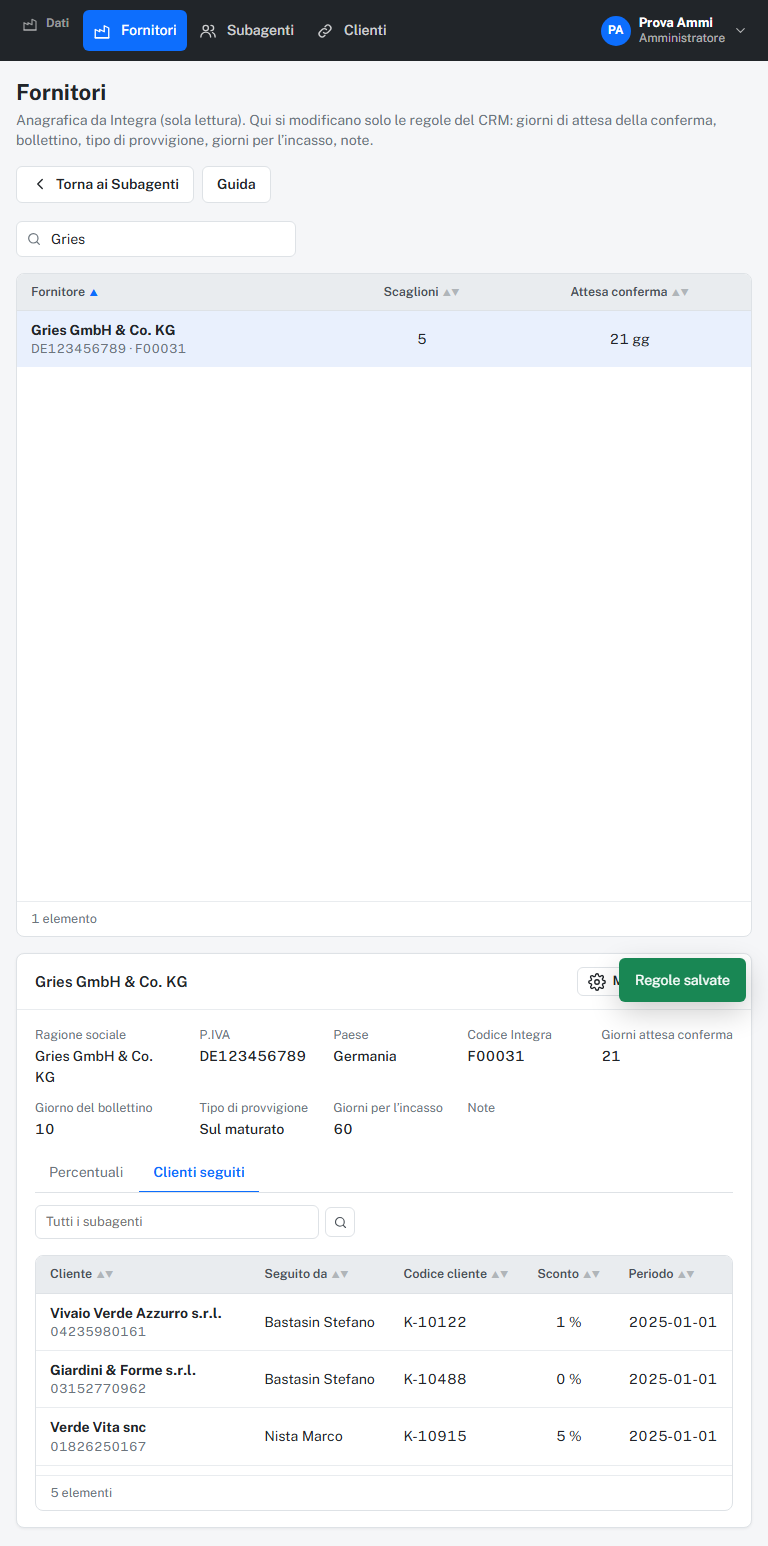 Dati
Fornitori
Subagenti
Clienti
PA
Prova Ammi
Amministratore
Fornitori
Anagrafica da Integra (sola lettura). Qui si modificano solo le regole del CRM: giorni di attesa della conferma,
bollettino, tipo di provvigione, giorni per l'incasso, note.
Torna ai Subagenti
Guida
Gries
Fornitore
Scaglioni
Attesa conferma
Gries GmbH & Co. KG
DE123456789 · F00031
5
21 gg
1 elemento
Gries GmbH & Co. KG
Regole salvate
Ragione sociale
P.IVA
Paese
Codice Integra
Giorni attesa conferma
Gries GmbH & Co.
KG
DE123456789
Germania
F00031
21
Giorno del bollettino
Tipo di provvigione
Giorni per l'incasso
Note
10
Sul maturato
60
Percentuali
Clienti seguiti
Tutti i subagenti
Cliente
Seguito da
Codice cliente
Sconto
Periodo
Vivaio Verde Azzurro s.r.l.
04235980161
Bastasin Stefano
K-10122
1 %
2025-01-01
Giardini & Forme s.r.l.
03152770962
Bastasin Stefano
K-10488
0 %
2025-01-01
Verde Vita snc
01826250167
Nista Marco
K-10915
5 %
2025-01-01
5 elementi